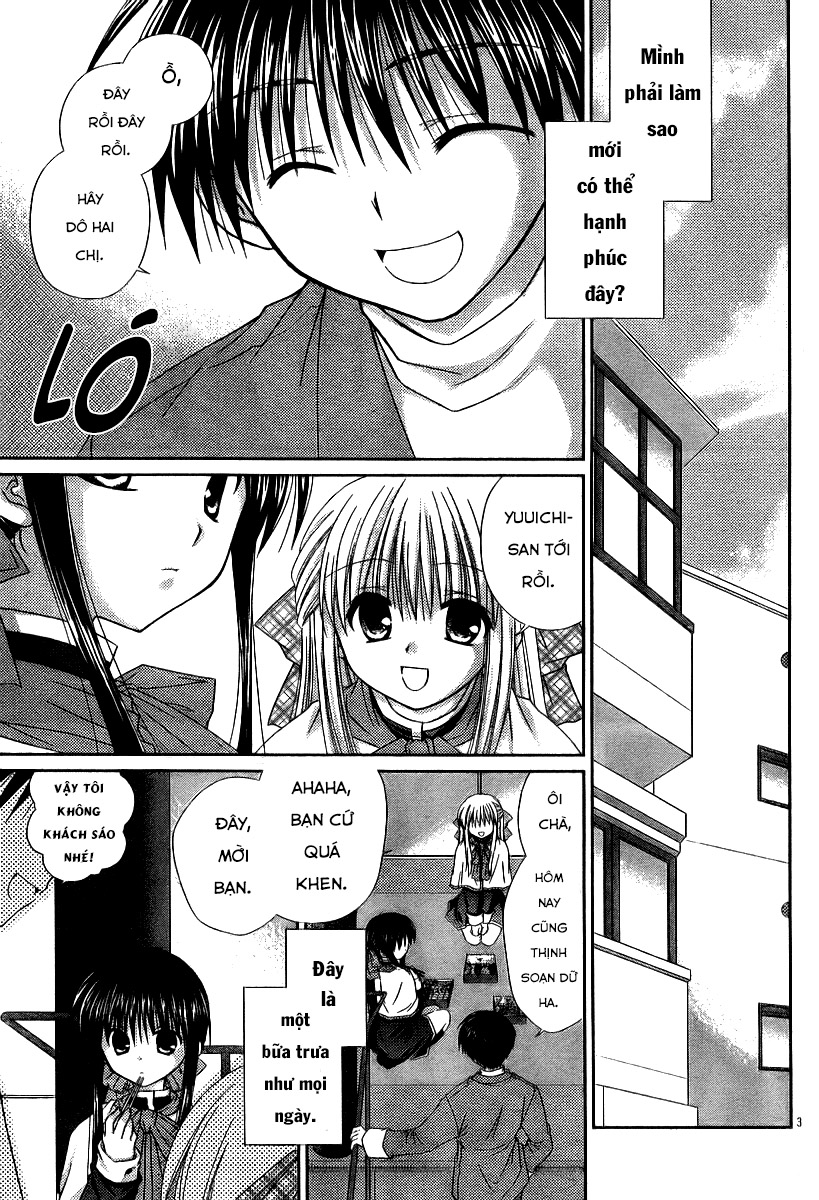 Mình
phải làm
sao
mới
có thể
hạnh
phúc
đây?
Ồ,
ĐÂY
RỒI ĐÂY
RỒI.
HÂY
DÔ HAI
CHỊ.
LÓ
YUUICHI-
SAN TỚI
RỒI.
ÔI
CHÀ,
HÔM
NAY
CŨNG
THỊNH
SOẠN DỮ
HA.
AHAHA,
BẠN CỨ
QUÁ
KHEN.
ĐÂY,
MỜI
BẠN.
VẬY TÔI
KHÔNG
KHÁCH SÁO
NHÉ!
Đây
là
một
bữa trưa
như mọi
ngày.
3